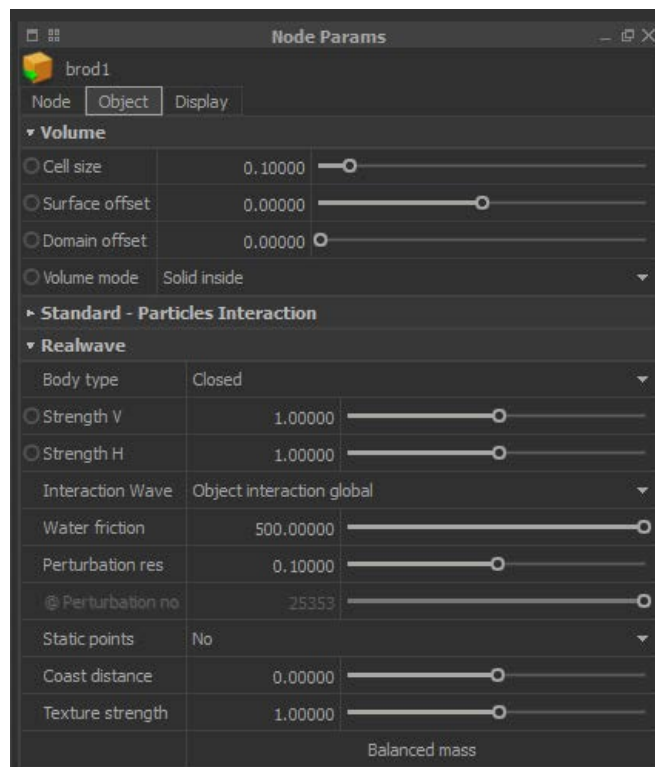 Node Params
brod1
Node Object Display
Volume
Cell size 0.10000
Surface offset 0.00000
Domain offset 0.00000
Volume mode Solid inside
Standard - Particles Interaction
Realwave
Body type Closed
Strength V 1.00000
Strength H 1.00000
Interaction Wave Object interaction global
Water friction 500.00000
Perturbation res 0.10000
@ Perturbation no 25353
Static points No
Coast distance 0.00000
Texture strength 1.00000
Balanced mass